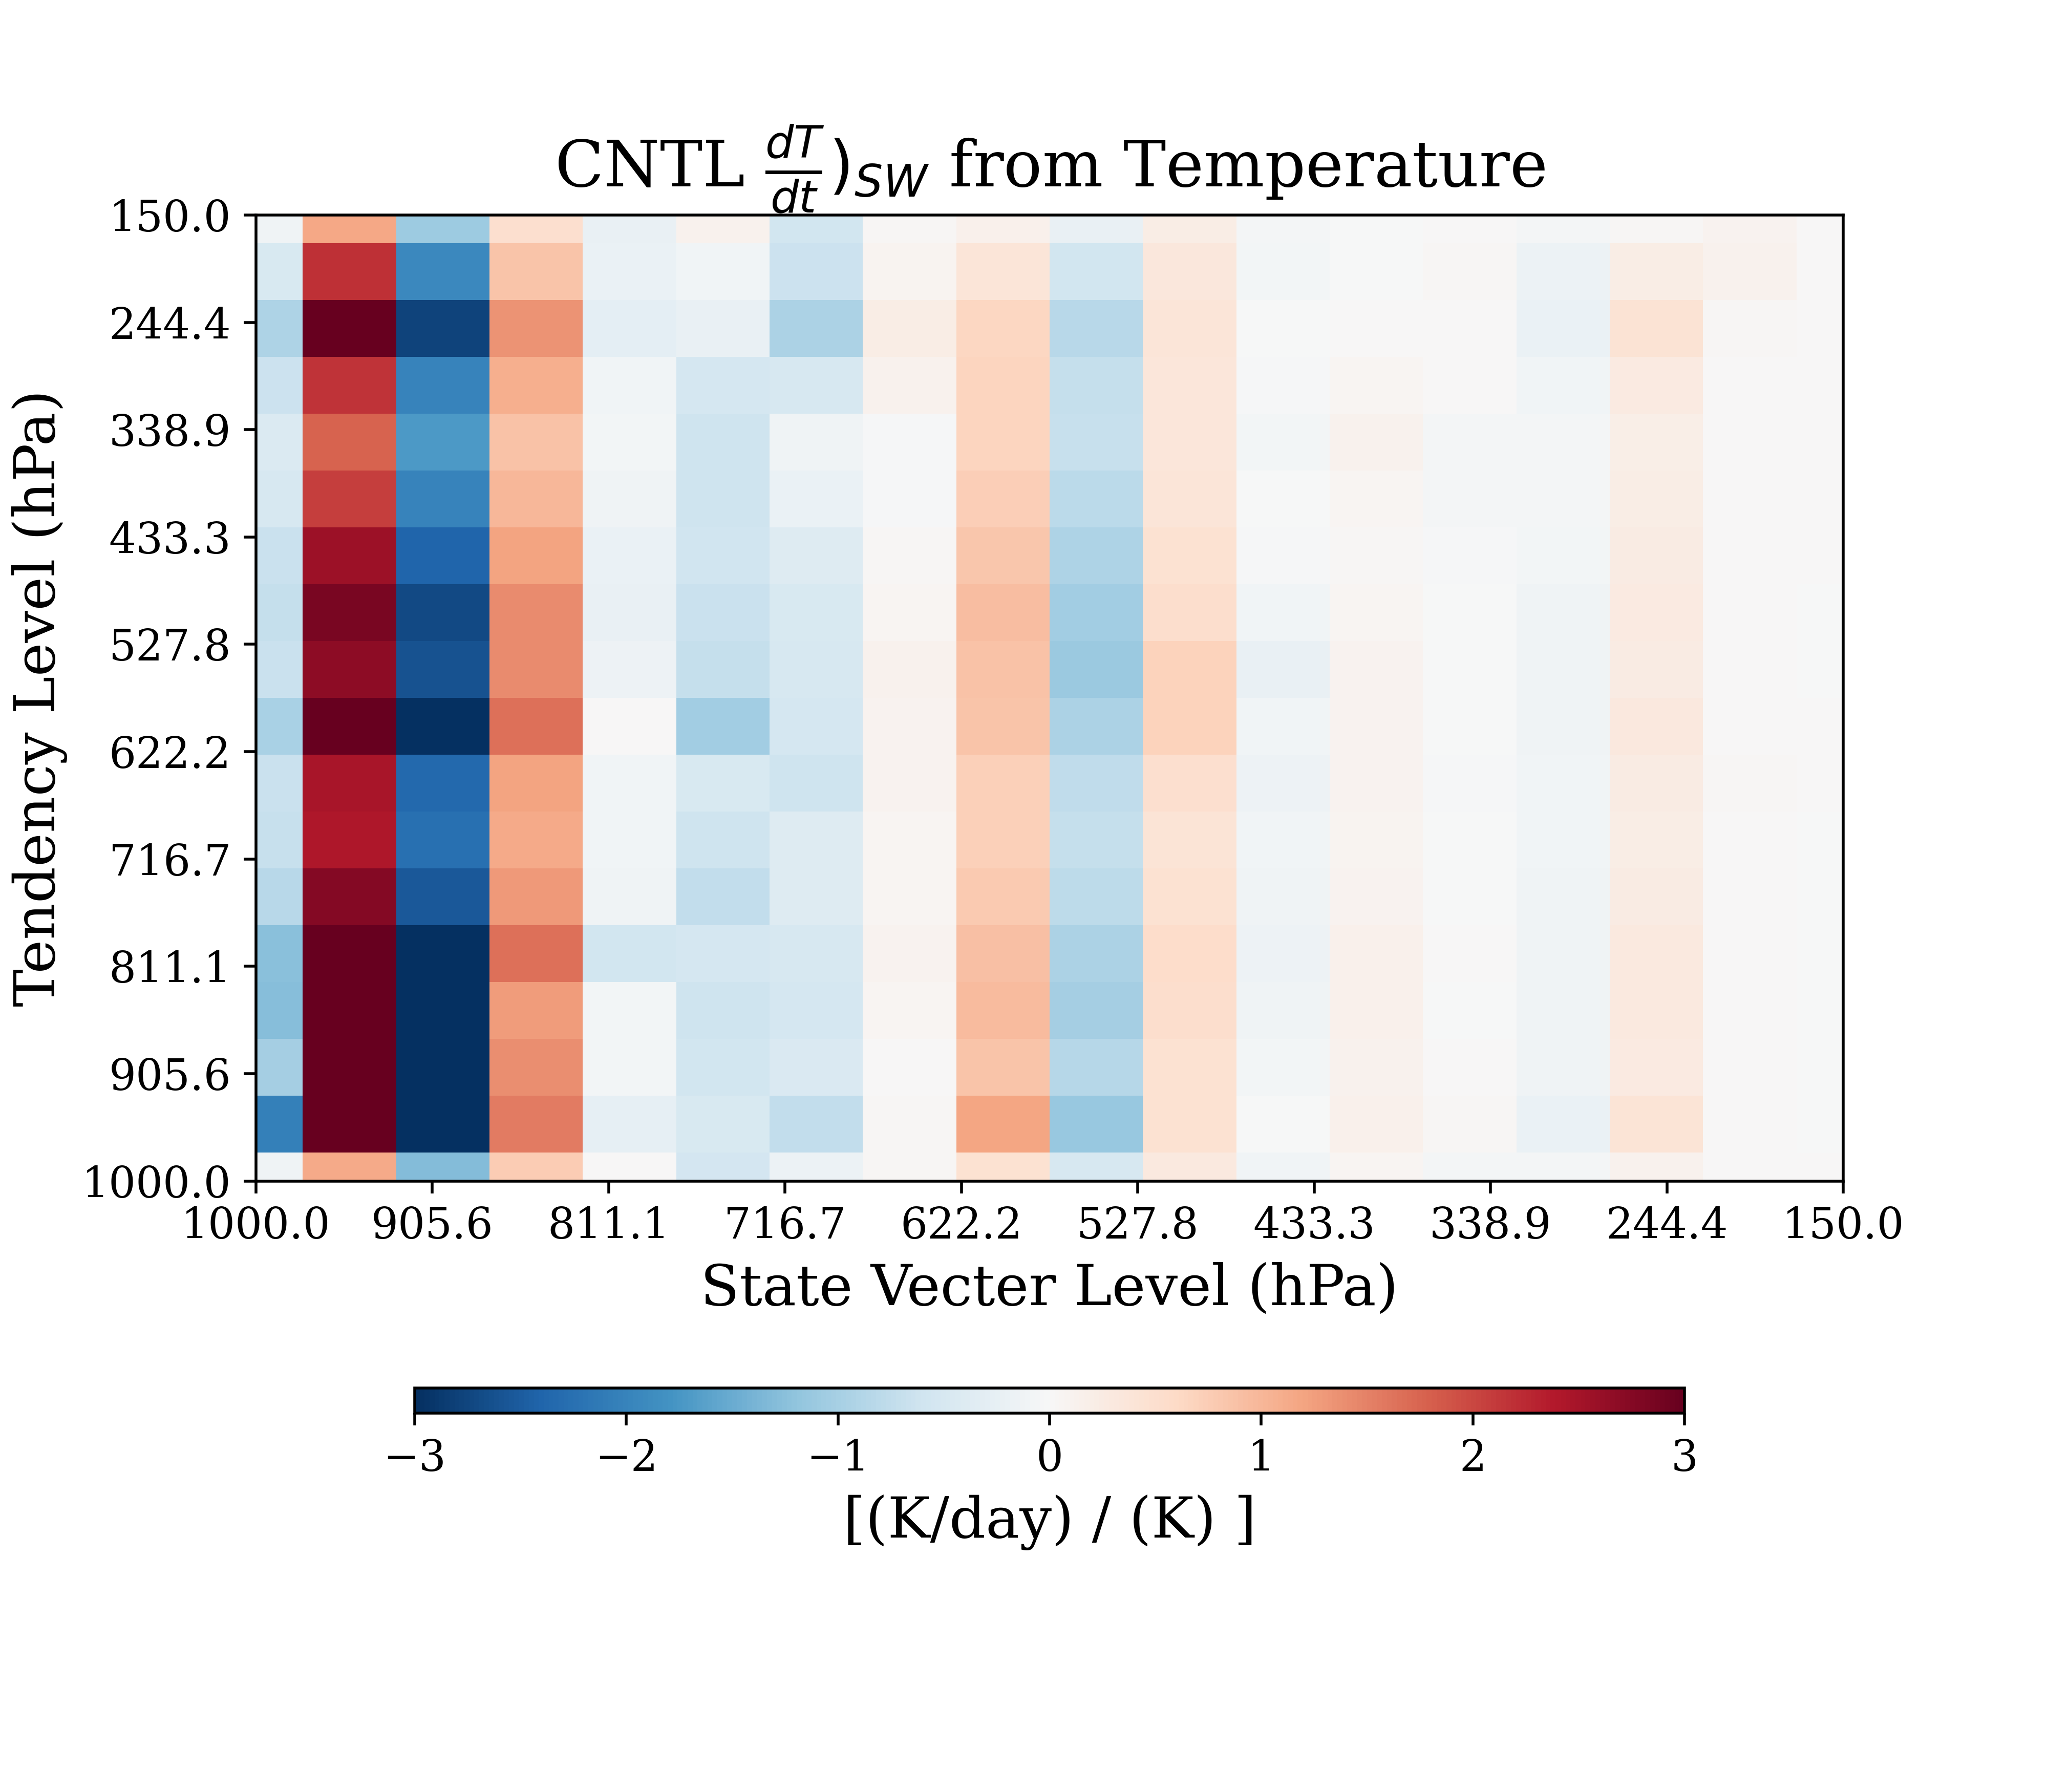 CNTL dT/dt)SW from Temperature
Tendency Level (hPa)
150.0
244.4
338.9
433.3
527.8
622.2
716.7
811.1
905.6
1000.0
1000.0 905.6 811.1 716.7 622.2 527.8 433.3 338.9 244.4 150.0
State Vecter Level (hPa)
−3 −2 −1 0 1 2 3
[(K/day) / (K) ]